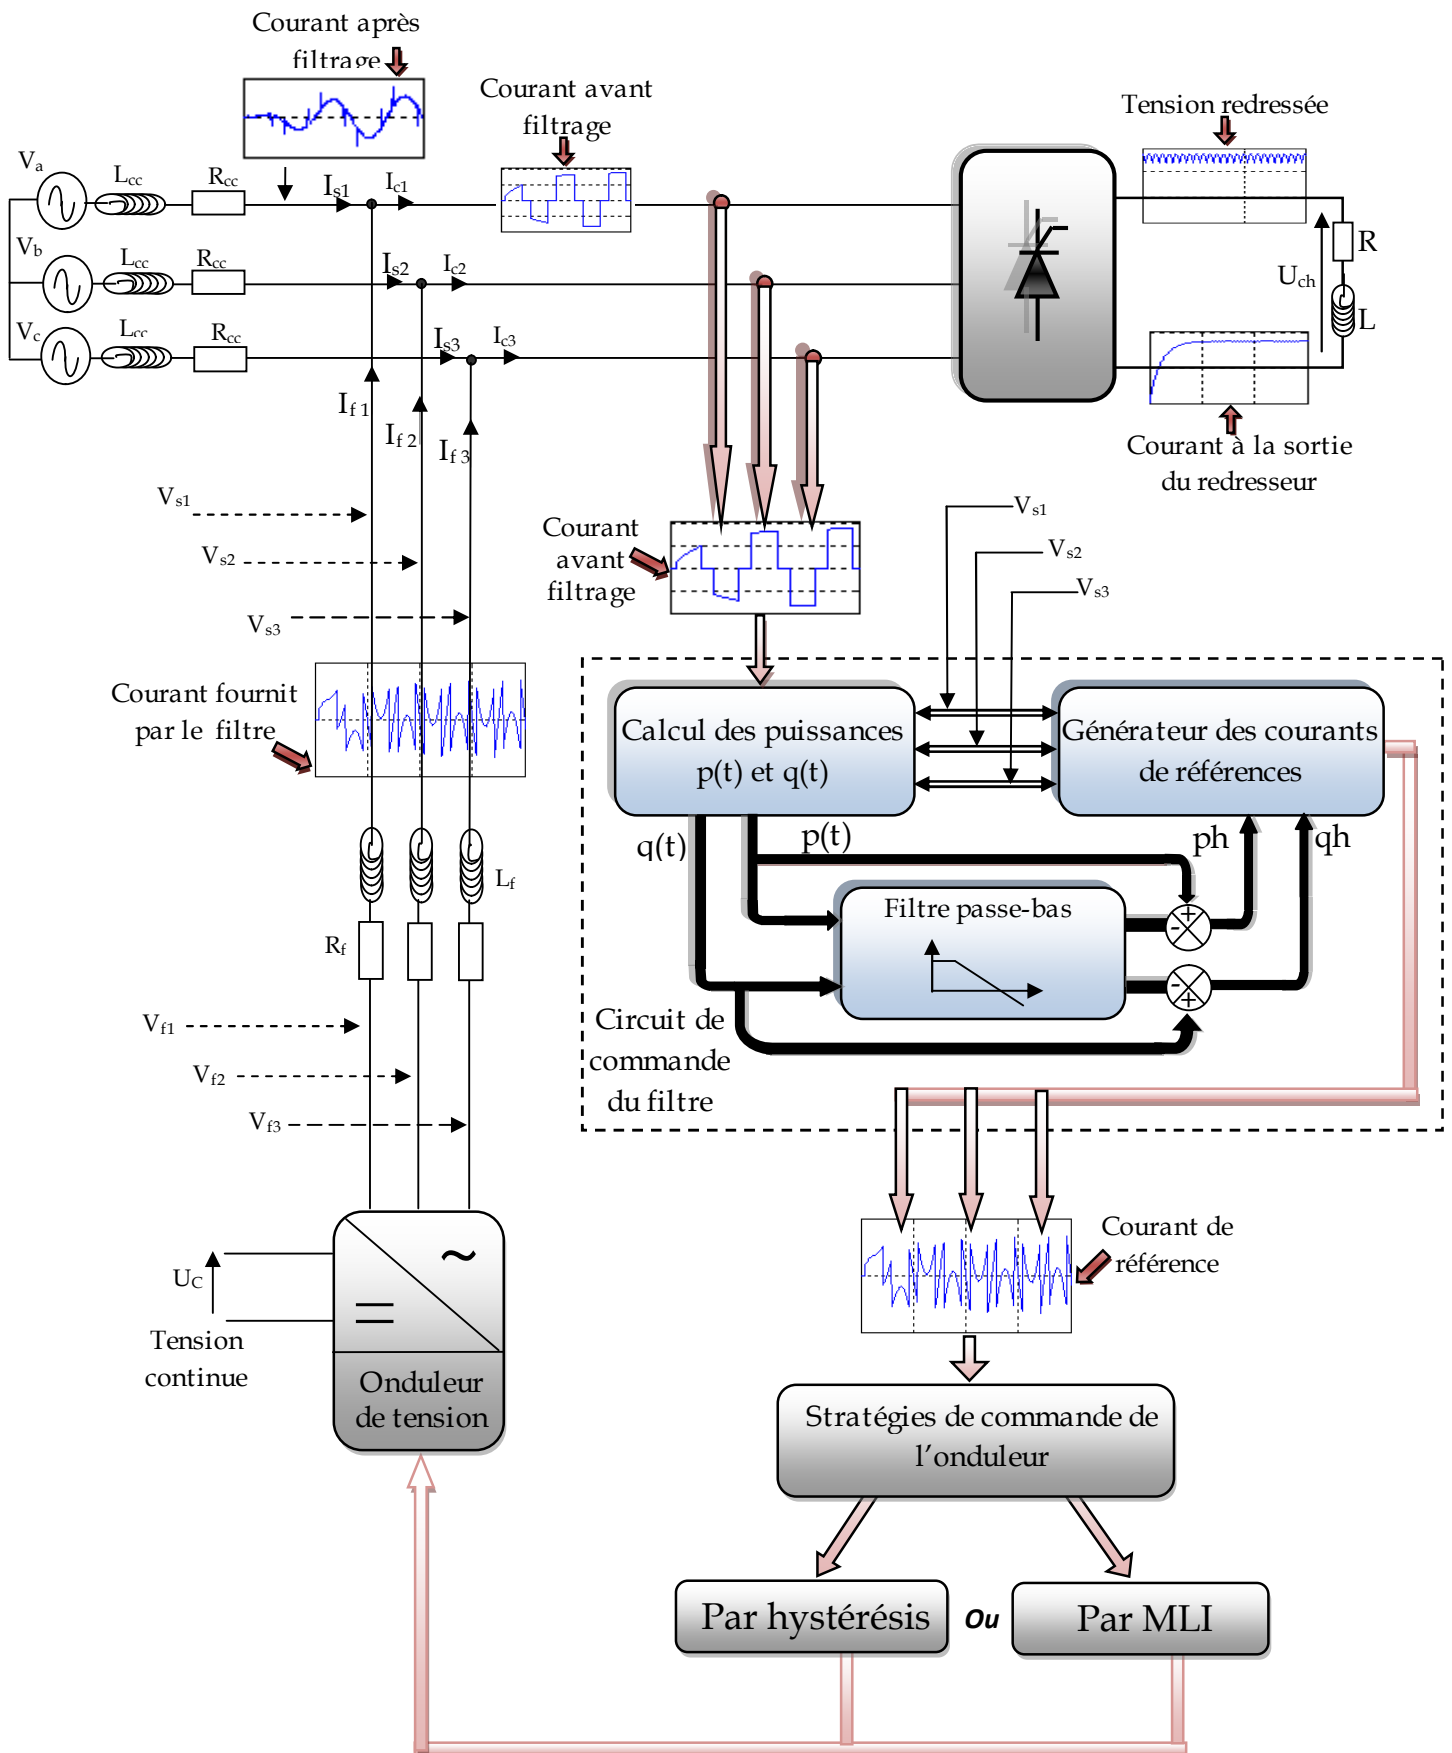 Courant après
filtrage
Courant avant
filtrage
Tension redressée
Va
Lcc
Rcc
Is1
Ic1
Vb
Lcc
Rcc
Is2
Ic2
Vc
Lcc
Rcc
Is3
Ic3
R
Uch
L
If 1
If 2
If 3
Courant à la sortie
du redresseur
Vs1
Vs2
Vs3
Courant
avant
filtrage
Vs1
Vs2
Vs3
Courant fournit
par le filtre
Calcul des puissances
p(t) et q(t)
Générateur des courants
de références
q(t)
p(t)
ph
qh
Filtre passe-bas
+
-
-
+
Lf
Rf
Circuit de
commande
du filtre
Vf1
Vf2
Vf3
Courant de
référence
UC
Tension
continue
~
=
Onduleur
de tension
Stratégies de commande de
l'onduleur
Par hystérésis
Ou
Par MLI